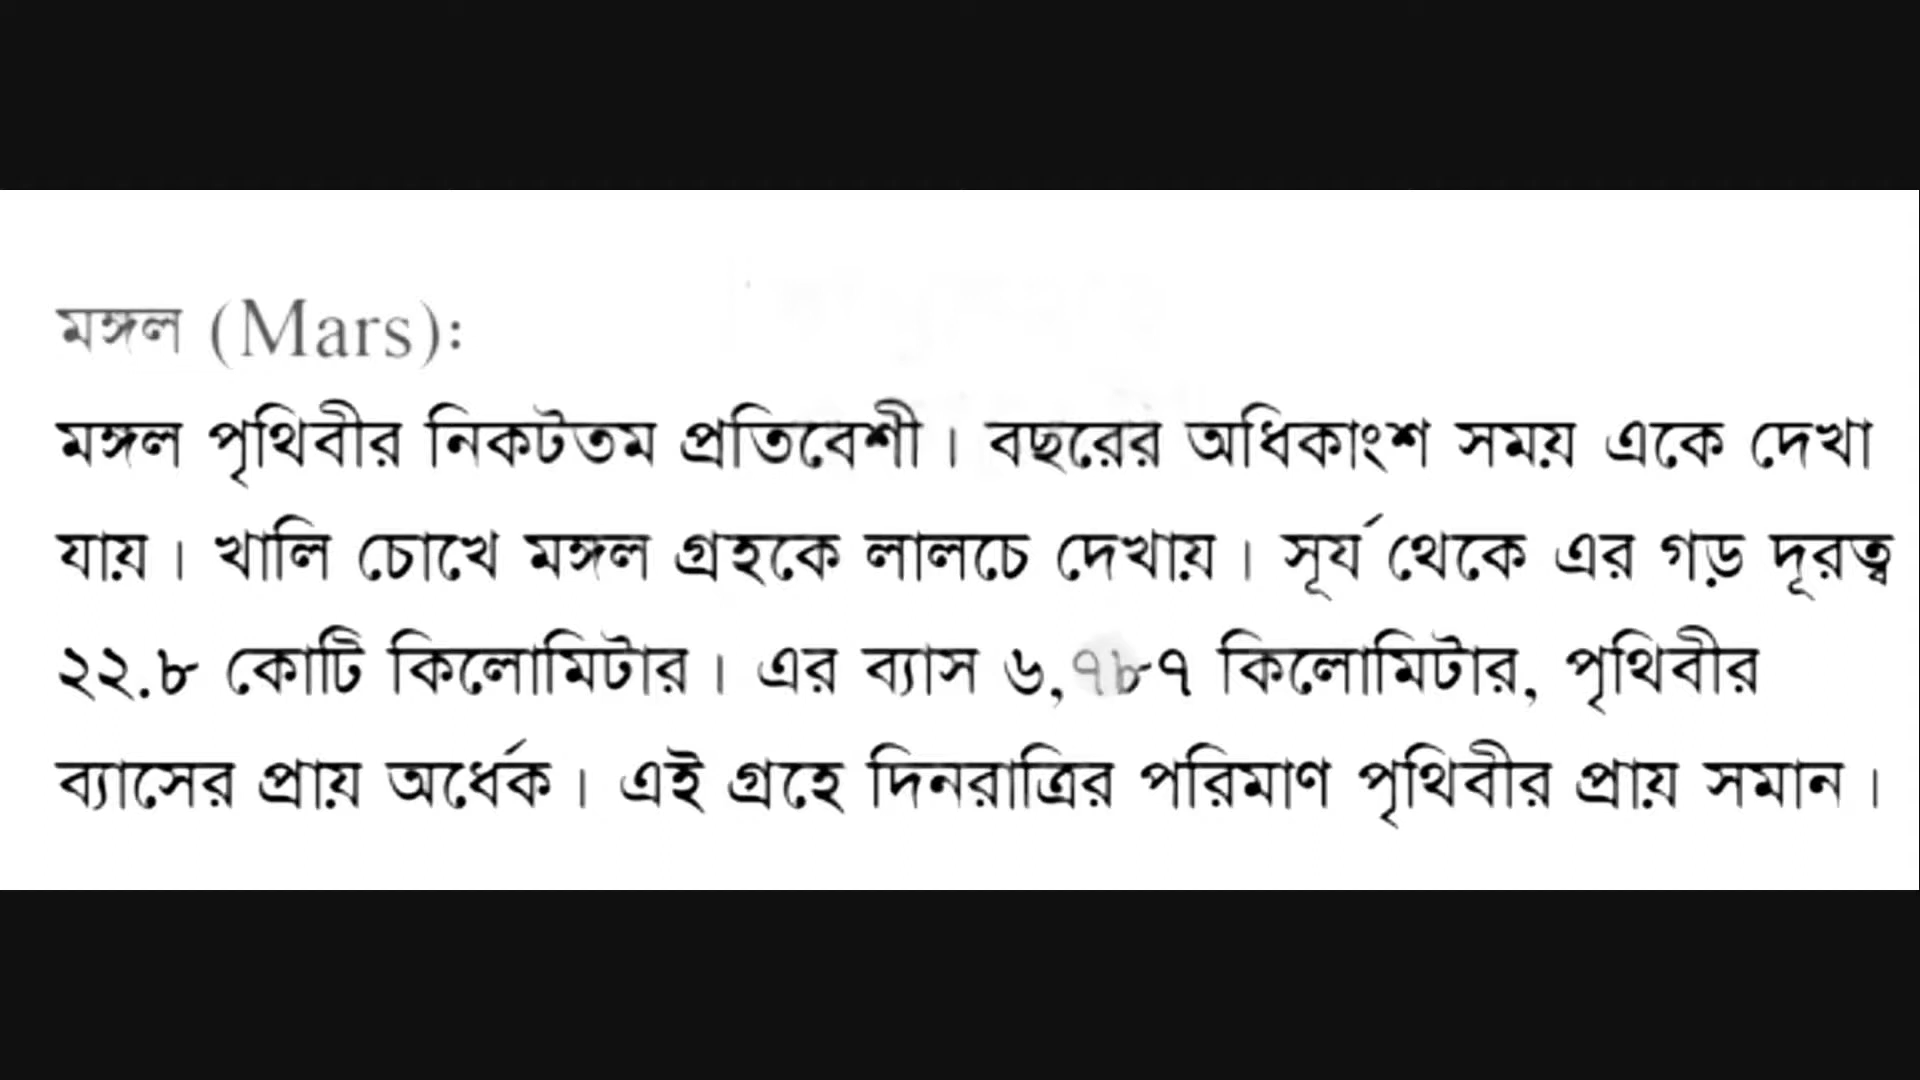 মঙ্গল (Mars):
মঙ্গল পৃথিবীর নিকটতম প্রতিবেশী। বছরের অধিকাংশ সময় একে দেখা
যায়। খালি চোখে মঙ্গল গ্রহকে লালচে দেখায়। সূর্য থেকে এর গড় দূরত্ব
২২.৮ কোটি কিলোমিটার। এর ব্যাস ৬,৭৮৭ কিলোমিটার, পৃথিবীর
ব্যাসের প্রায় অর্ধেক। এই গ্রহে দিনরাত্রির পরিমাণ পৃথিবীর প্রায় সমান।